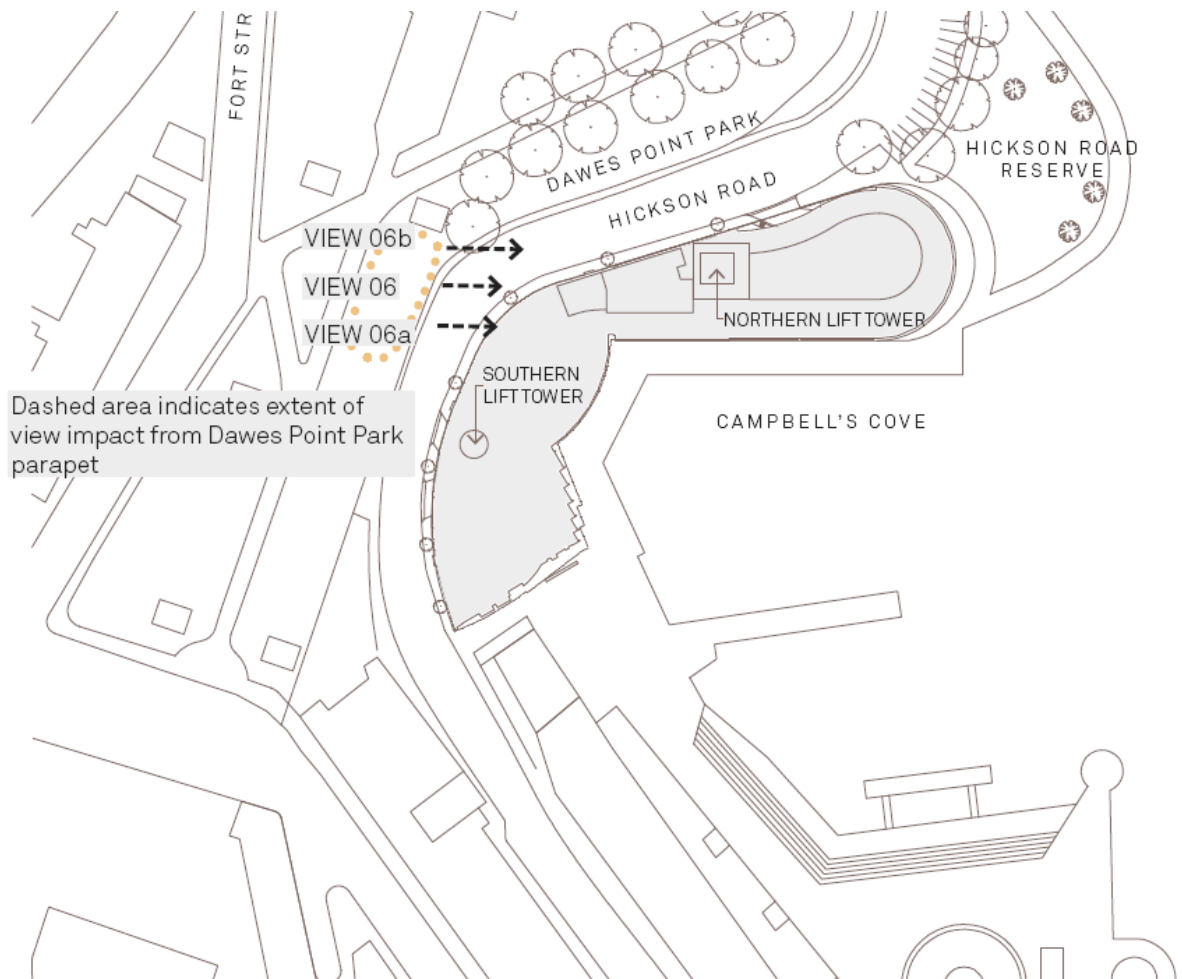 FORT STR
DAWES POINT PARK
HICKSON ROAD
RESERVE
HICKSON ROAD
VIEW 06b
VIEW 06
VIEW 06a
NORTHERN LIFT TOWER
SOUTHERN
LIFT TOWER
Dashed area indicates extent of
view impact from Dawes Point Park
parapet
CAMPBELL'S COVE